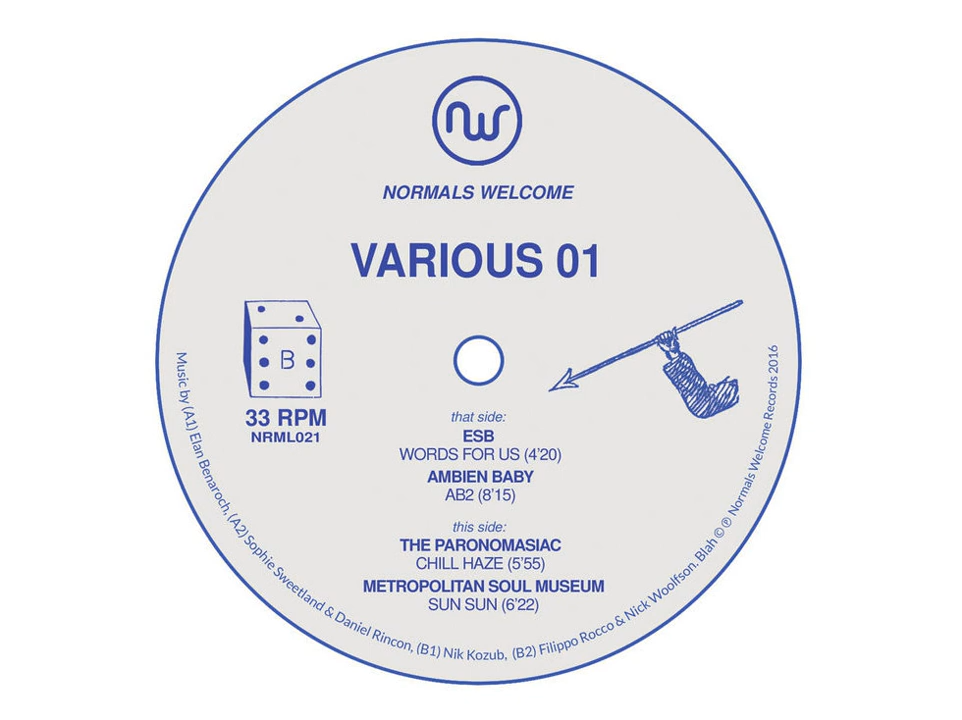 nw
NORMALS WELCOME
VARIOUS 01
B
33 RPM
NRML021
that side:
ESB
WORDS FOR US (4'20)
AMBIEN BABY
AB2 (8'15)
this side:
THE PARONOMASIAC
CHILL HAZE (5'55)
METROPOLITAN SOUL MUSEUM
SUN SUN (6'22)
Music by (A1) Elan Benaroch, (A2) Sophie Sweetland & Daniel Rincon, (B1) Nik Kozub, (B2) Filippo Rocco & Nick Woolfson. Blah © ℗ Normals Welcome Records 2016